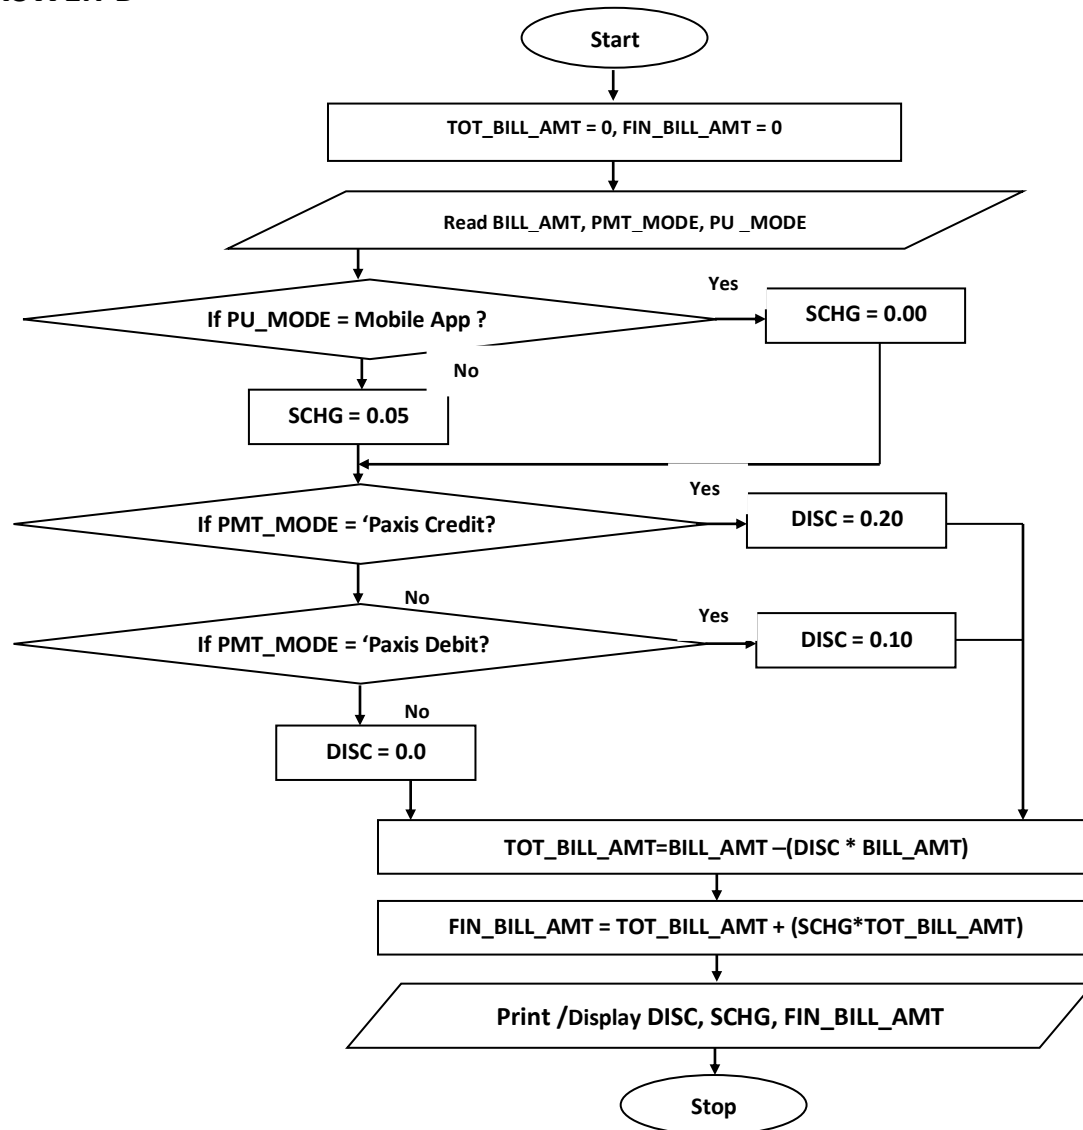 Start
TOT_BILL_AMT = 0, FIN_BILL_AMT = 0
Read BILL_AMT, PMT_MODE, PU _MODE
If PU_MODE = Mobile App ?
Yes
SCHG = 0.00
No
SCHG = 0.05
If PMT_MODE = ‘Paxis Credit?
Yes
DISC = 0.20
No
If PMT_MODE = ‘Paxis Debit?
Yes
DISC = 0.10
No
DISC = 0.0
TOT_BILL_AMT=BILL_AMT –(DISC * BILL_AMT)
FIN_BILL_AMT = TOT_BILL_AMT + (SCHG*TOT_BILL_AMT)
Print /Display DISC, SCHG, FIN_BILL_AMT
Stop